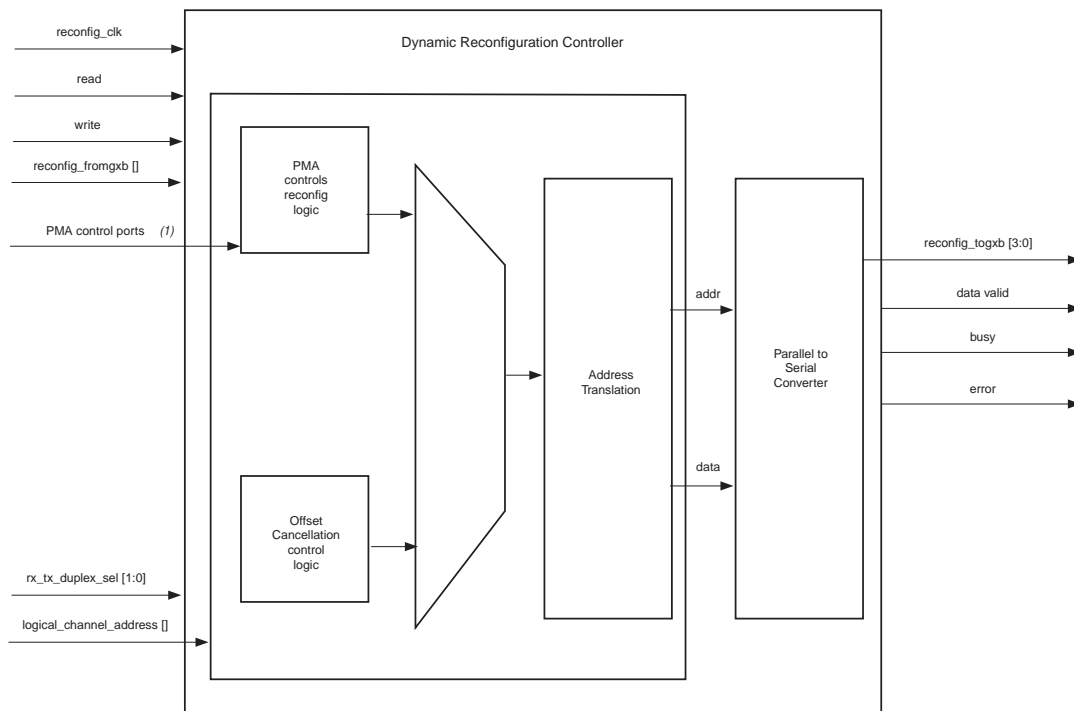 reconfig_clk
Dynamic Reconfiguration Controller
read
write
reconfig_fromgxb []
PMA control ports (1)
PMA
controls
reconfig
logic
Offset
Cancellation
control
logic
rx_tx_duplex_sel [1:0]
logical_channel_address []
Address
Translation
addr
data
Parallel to
Serial
Converter
reconfig_togxb [3:0]
data valid
busy
error